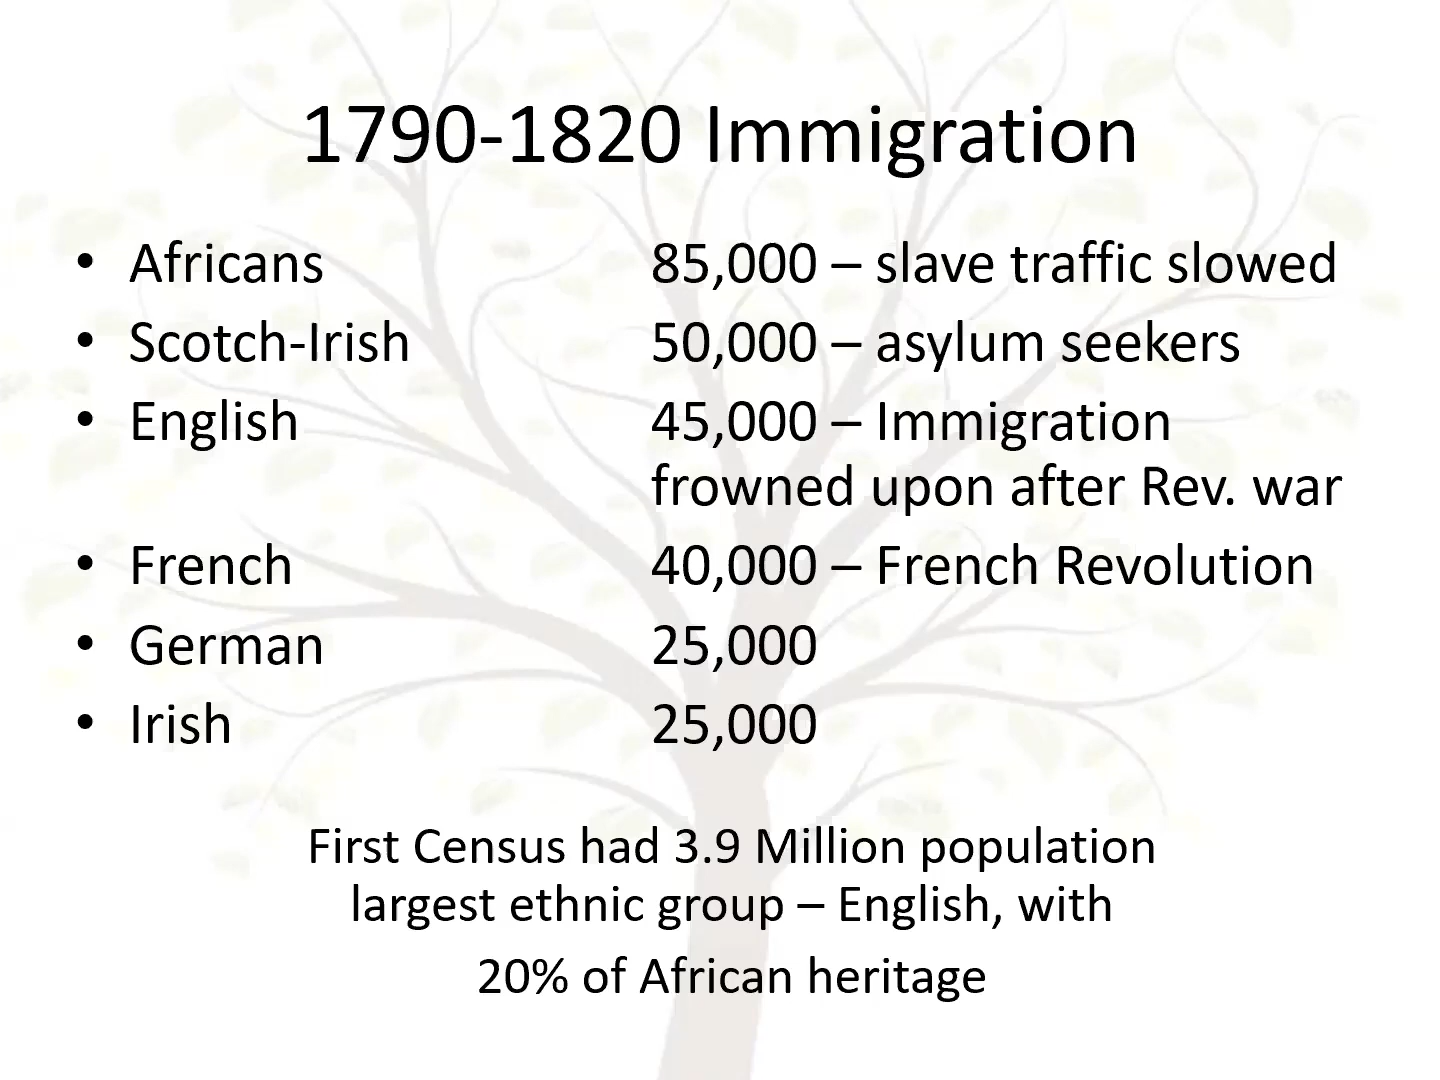 1790-1820 Immigration
• Africans 85,000 – slave traffic slowed
• Scotch-Irish 50,000 – asylum seekers
• English 45,000 – Immigration
frowned upon after Rev. war
• French 40,000 – French Revolution
• German 25,000
• Irish 25,000
First Census had 3.9 Million population
largest ethnic group – English, with
20% of African heritage